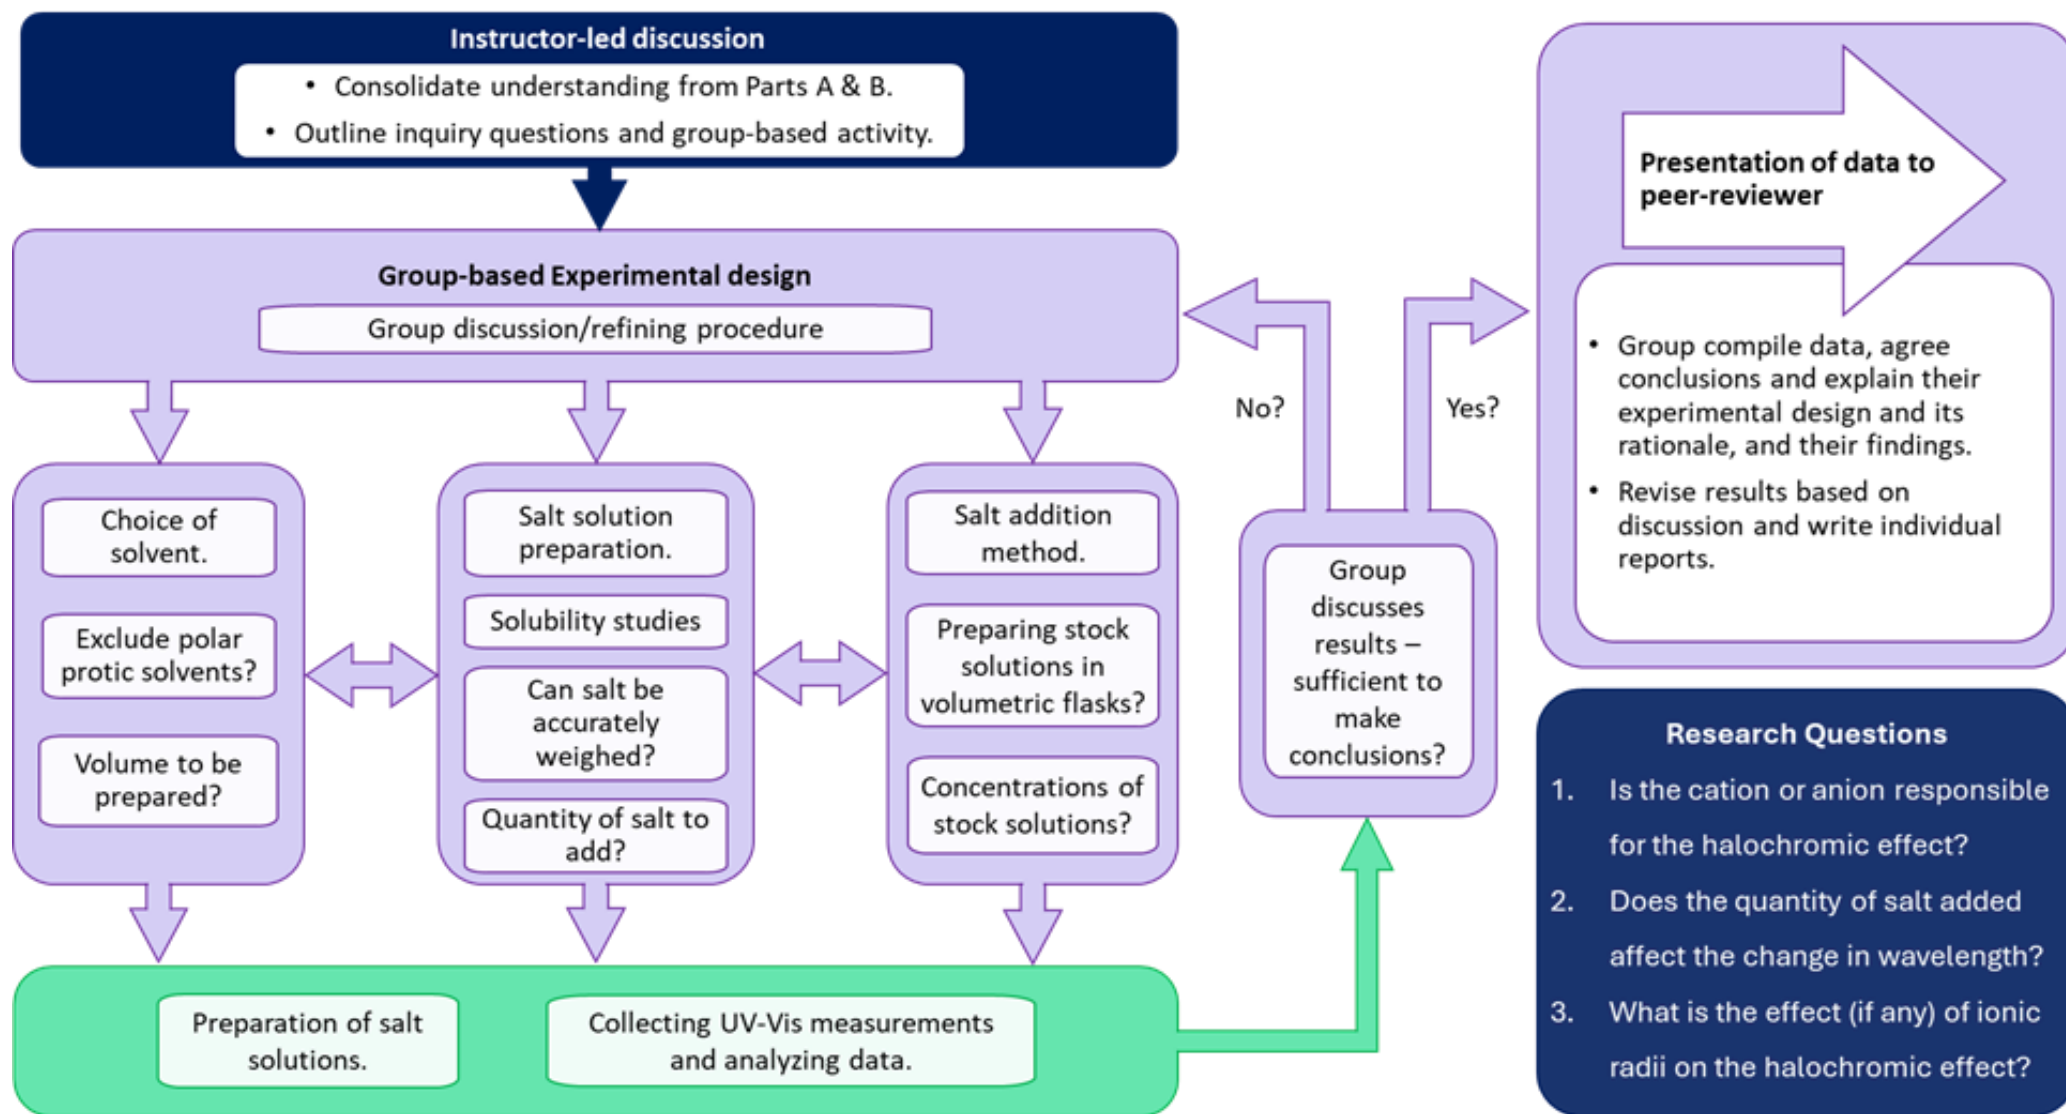 Instructor-led discussion
• Consolidate understanding from Parts A & B.
• Outline inquiry questions and group-based activity.
Group-based Experimental design
Group discussion/refining procedure
Choice of
solvent.
Exclude polar
protic solvents?
Volume to be
prepared?
Salt solution
preparation.
Solubility studies
Can salt be
accurately
weighed?
Quantity of salt to
add?
Salt addition
method.
Preparing stock
solutions in
volumetric flasks?
Concentrations of
stock solutions?
Preparation of salt
solutions.
Collecting UV-Vis measurements
and analyzing data.
Group
discusses
results –
sufficient to
make
conclusions?
No?
Yes?
Presentation of data to
peer-reviewer
• Group compile data, agree
conclusions and explain their
experimental design and its
rationale, and their findings.
• Revise results based on
discussion and write individual
reports.
Research Questions
1. Is the cation or anion responsible
for the halochromic effect?
2. Does the quantity of salt added
affect the change in wavelength?
3. What is the effect (if any) of ionic
radii on the halochromic effect?